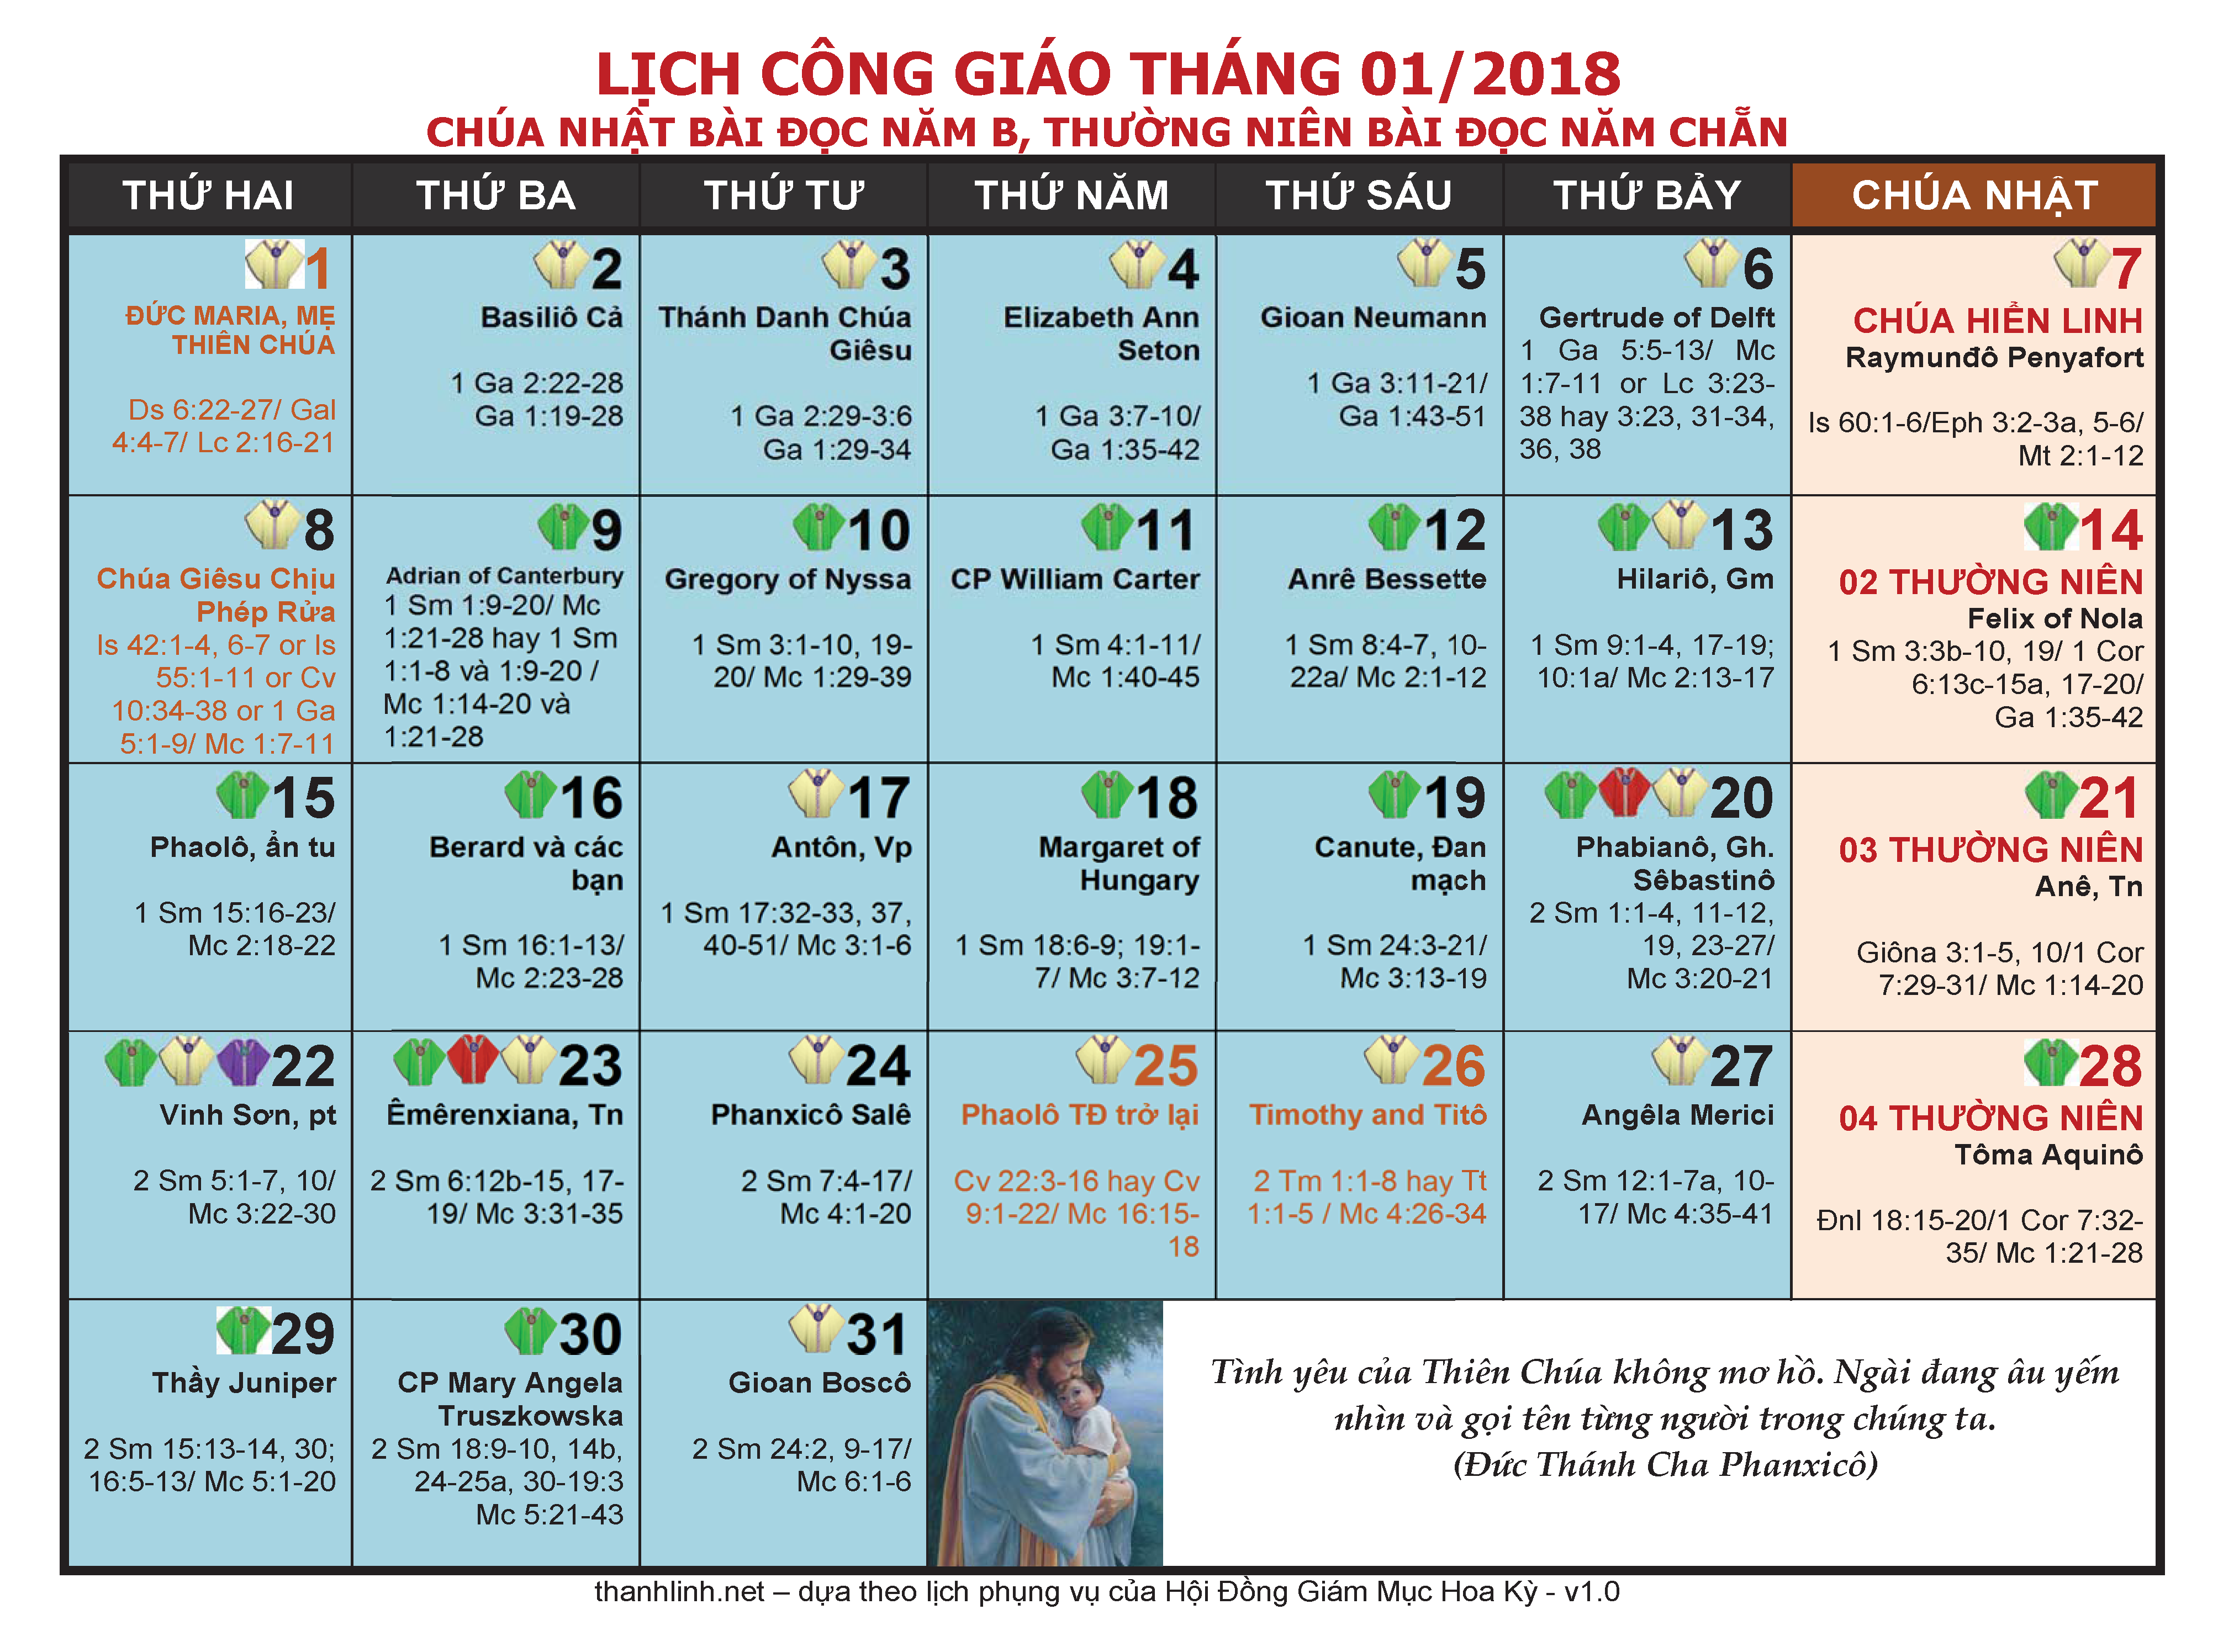 LỊCH CÔNG GIÁO THÁNG 01/2018
CHÚA NHẬT BÀI ĐỌC NĂM B, THƯỜNG NIÊN BÀI ĐỌC NĂM CHẴN
THỨ HAI
THỨ BA
THỨ TƯ
THỨ NĂM
THỨ SÁU
THỨ BẢY
CHÚA NHẬT
1
ĐỨC MARIA, MẸ
THIÊN CHÚA
Ds 6:22-27/ Gal
4:4-7/ Lc 2:16-21
2
Basiliô Cả
1 Ga 2:22-28
Ga 1:19-28
3
Thánh Danh Chúa
Giêsu
1 Ga 2:29-3:6
Ga 1:29-34
4
Elizabeth Ann
Seton
1 Ga 3:7-10/
Ga 1:35-42
5
Gioan Neumann
1 Ga 3:11-21/
Ga 1:43-51
6
Gertrude of Delft
1 Ga 5:5-13/ Mc
1:7-11 or Lc 3:23-
38 hay 3:23, 31-34,
36, 38
7
CHÚA HIỂN LINH
Raymunđô Penyafort
Is 60:1-6/Eph 3:2-3a, 5-6/
Mt 2:1-12
8
Chúa Giêsu Chịu
Phép Rửa
Is 42:1-4, 6-7 or Is
55:1-11 or Cv
10:34-38 or 1 Ga
5:1-9/ Mc 1:7-11
9
Adrian of Canterbury
1 Sm 1:9-20/ Mc
1:21-28 hay 1 Sm
1:1-8 và 1:9-20 /
Mc 1:14-20 và
1:21-28
10
Gregory of Nyssa
1 Sm 3:1-10, 19-
20/ Mc 1:29-39
11
CP William Carter
1 Sm 4:1-11/
Mc 1:40-45
12
Anrê Bessette
1 Sm 8:4-7, 10-
22a/ Mc 2:1-12
13
Hilariô, Gm
1 Sm 9:1-4, 17-19;
10:1a/ Mc 2:13-17
14
02 THƯỜNG NIÊN
Felix of Nola
1 Sm 3:3b-10, 19/ 1 Cor
6:13c-15a, 17-20/
Ga 1:35-42
15
Phaolô, ẩn tu
1 Sm 15:16-23/
Mc 2:18-22
16
Berard và các
bạn
1 Sm 16:1-13/
Mc 2:23-28
17
Antôn, Vp
1 Sm 17:32-33, 37,
40-51/ Mc 3:1-6
18
Margaret of
Hungary
1 Sm 18:6-9; 19:1-
7/ Mc 3:7-12
19
Canute, Đan
mạch
1 Sm 24:3-21/
Mc 3:13-19
20
Phabianô, Gh.
Sêbastinô
2 Sm 1:1-4, 11-12,
19, 23-27/
Mc 3:20-21
21
03 THƯỜNG NIÊN
Anê, Tn
Giôna 3:1-5, 10/1 Cor
7:29-31/ Mc 1:14-20
22
Vinh Sơn, pt
2 Sm 5:1-7, 10/
Mc 3:22-30
23
Êmêrenxiana, Tn
2 Sm 6:12b-15, 17-
19/ Mc 3:31-35
24
Phanxicô Salê
2 Sm 7:4-17/
Mc 4:1-20
25
Phaolô TĐ trở lại
Cv 22:3-16 hay Cv
9:1-22/ Mc 16:15-
18
26
Timothy and Titô
2 Tm 1:1-8 hay Tt
1:1-5 / Mc 4:26-34
27
Angêla Merici
2 Sm 12:1-7a, 10-
17/ Mc 4:35-41
28
04 THƯỜNG NIÊN
Tôma Aquinô
Đnl 18:15-20/1 Cor 7:32-
35/ Mc 1:21-28
29
Thầy Juniper
2 Sm 15:13-14, 30;
16:5-13/ Mc 5:1-20
30
CP Mary Angela
Truszkowska
2 Sm 18:9-10, 14b,
24-25a, 30-19:3
Mc 5:21-43
31
Gioan Boscô
2 Sm 24:2, 9-17/
Mc 6:1-6
Tình yêu của Thiên Chúa không mơ hồ. Ngài đang âu yếm
nhìn và gọi tên từng người trong chúng ta.
(Đức Thánh Cha Phanxicô)
thanhlinh.net – dựa theo lịch phụng vụ của Hội Đồng Giám Mục Hoa Kỳ - v1.0